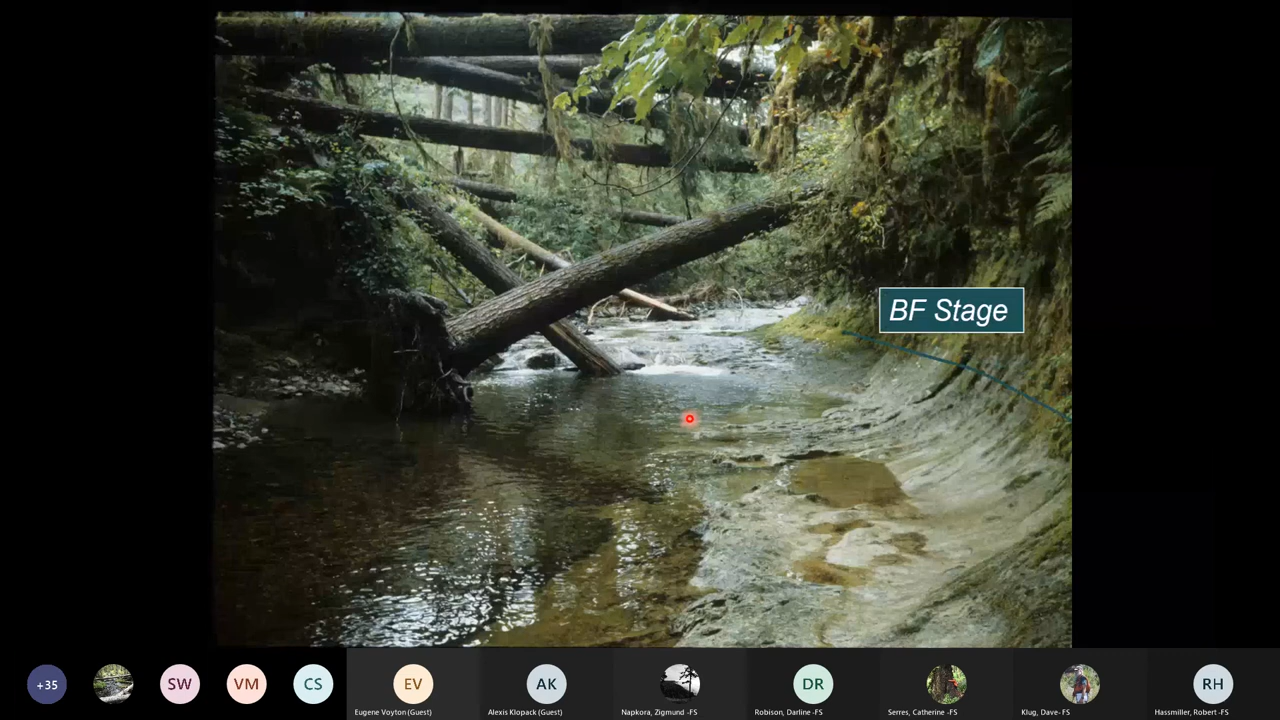 BF Stage
+35
SW
VM
CS
EV
AK
DR
RH
Eugene Voyton (Guest)
Alexis Klopack (Guest)
Napkora, Zigmund -FS
Robison, Darline -FS
Serres, Catherine -FS
Klug, Dave- FS
Hassmiller, Robert -FS